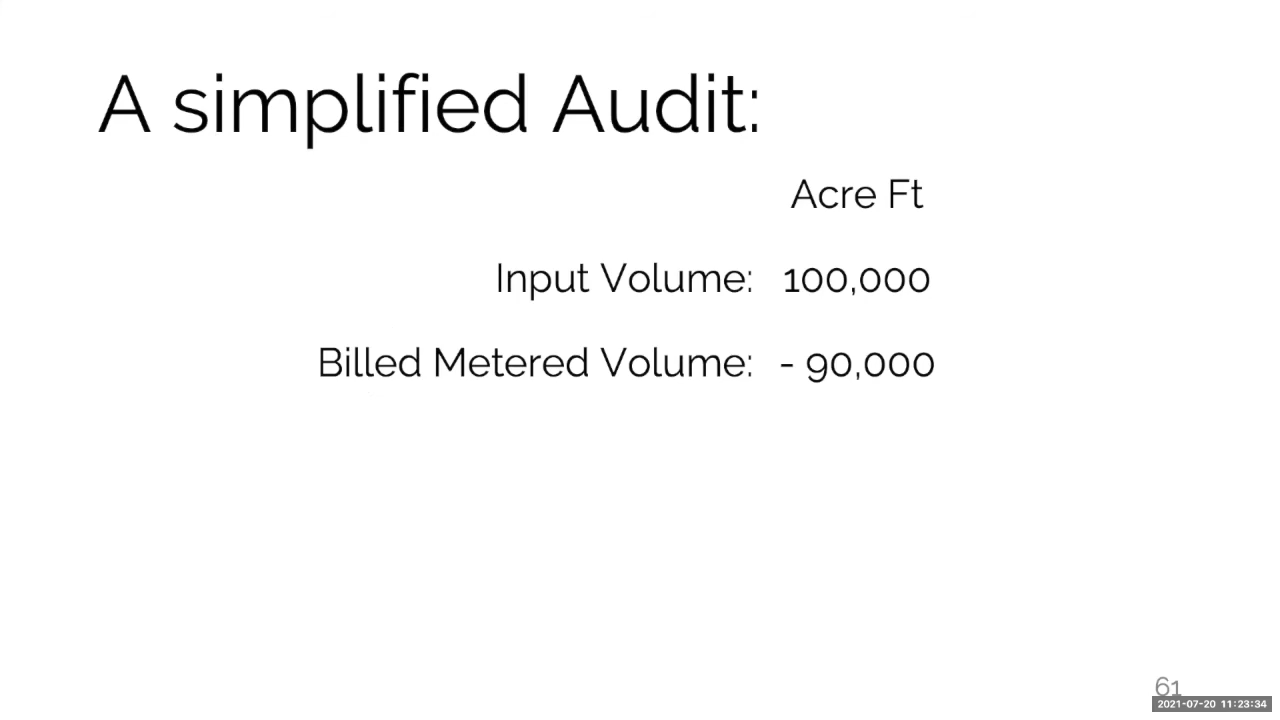 A simplified Audit:
Acre Ft
Input Volume: 100,000
Billed Metered Volume: - 90,000
61
2021-07-20 11:23:34